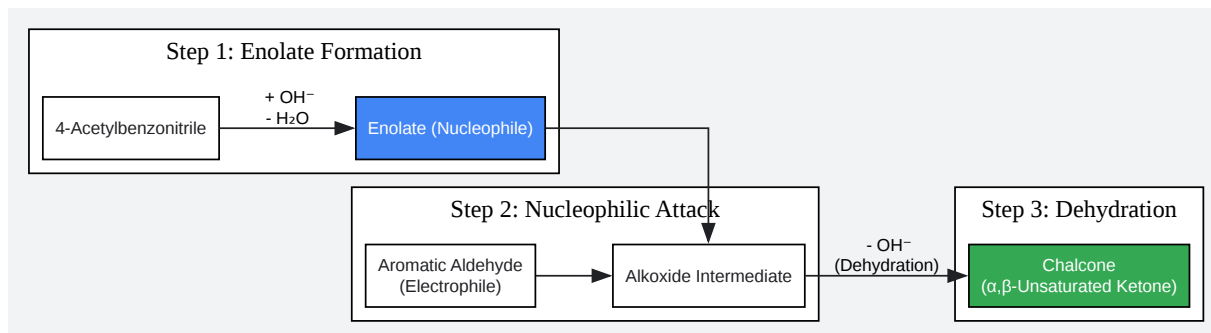 Step 1: Enolate Formation
4-Acetylbenzonitrile
+ OH⁻
- H₂O
Enolate (Nucleophile)
Step 2: Nucleophilic Attack
Aromatic Aldehyde
(Electrophile)
Alkoxide Intermediate
- OH⁻
(Dehydration)
Step 3: Dehydration
Chalcone
(α,β-Unsaturated Ketone)